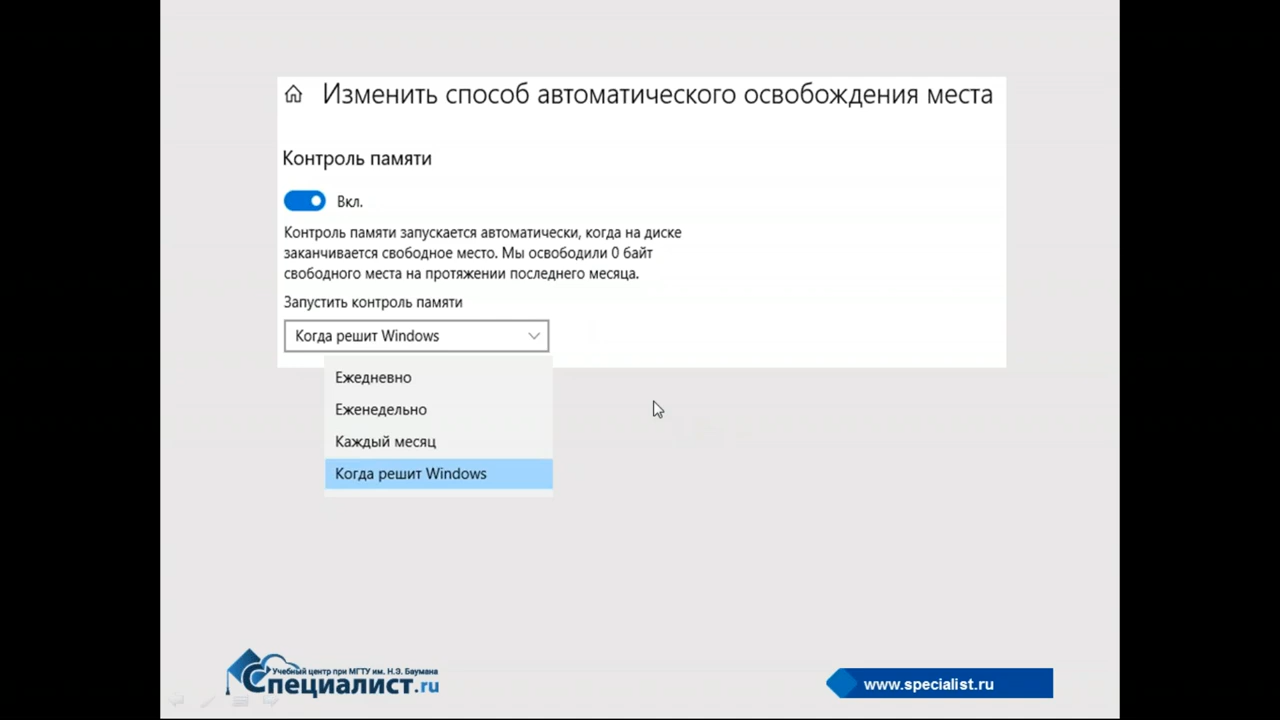 Изменить способ автоматического освобождения места
Контроль памяти
Вкл.
Контроль памяти запускается автоматически, когда на диске
заканчивается свободное место. Мы освободили 0 байт
свободного места на протяжении последнего месяца.
Запустить контроль памяти
Когда решит Windows
Ежедневно
Еженедельно
Каждый месяц
Когда решит Windows
Учебный центр при МГТУ им. Н.Э. Баумана
Специалист.ru
www.specialist.ru